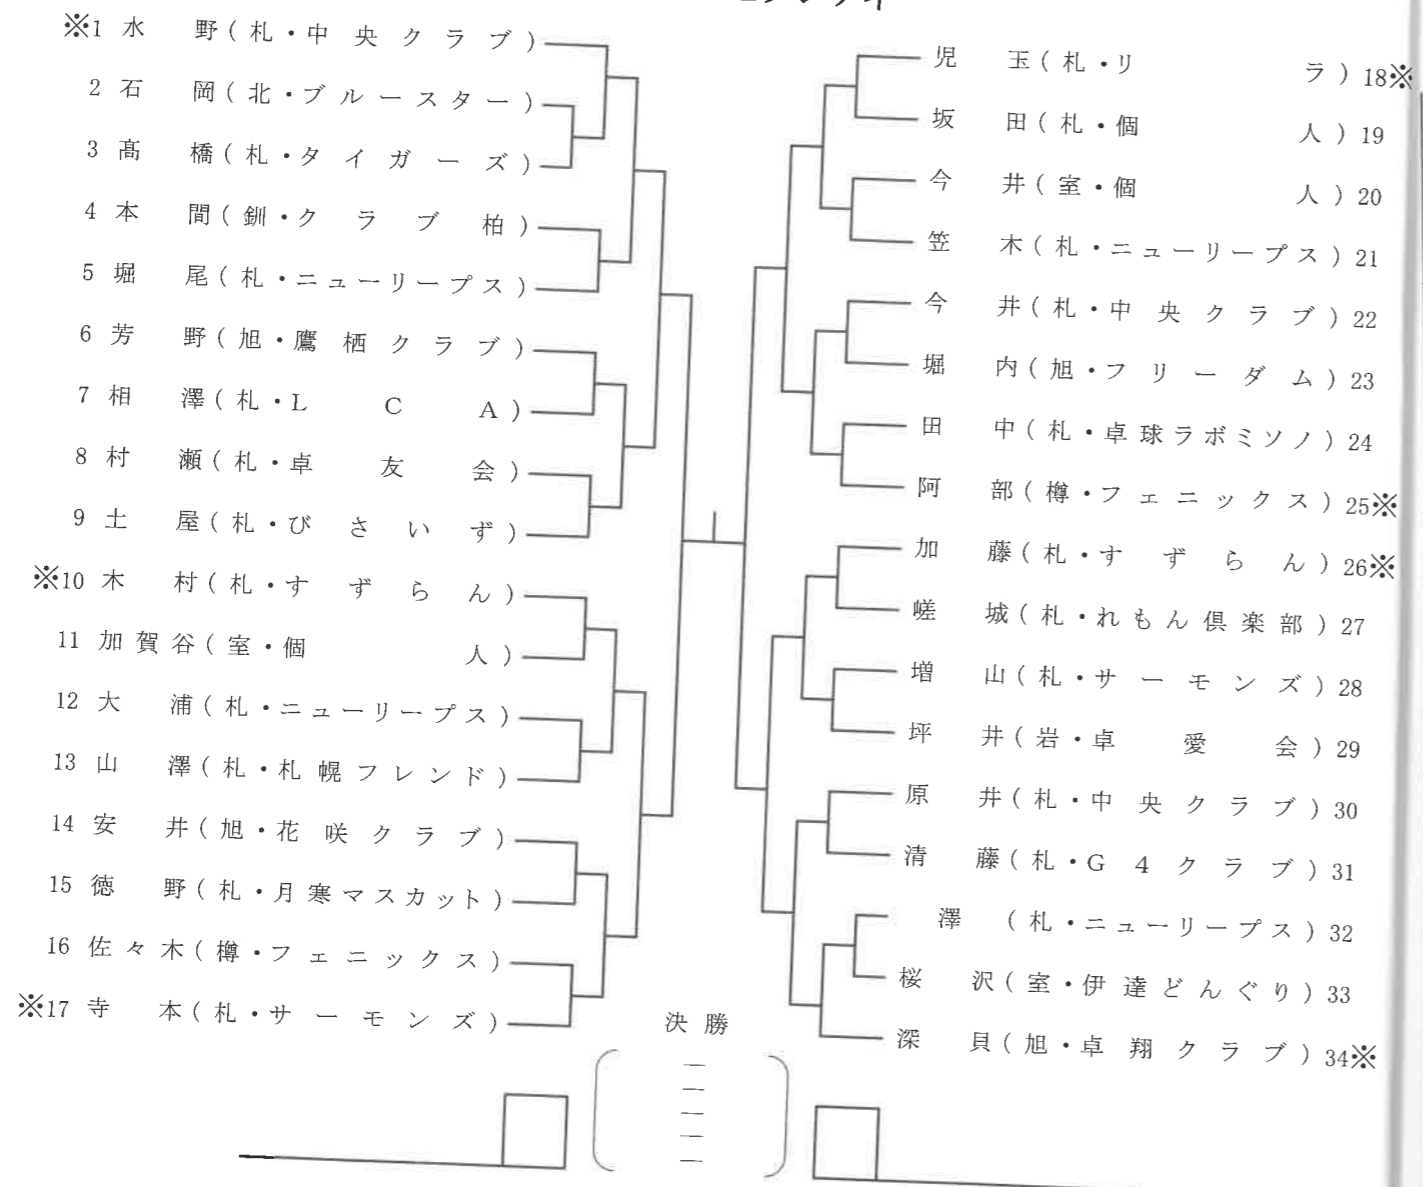 ※1 水野(札・中央クラブ)
2 石岡(北・ブルースター)
3 髙橋(札・タイガーズ)
4 本間(釧・クラブ柏)
5 堀尾(札・ニューリープス)
6 芳野(旭・鷹栖クラブ)
7 相澤(札・LCA)
8 村瀬(札・卓友会)
9 土屋(札・びさいず)
※10 木村(札・すずらん)
11 加賀谷(室・個人)
12 大浦(札・ニューリープス)
13 山澤(札・札幌フレンド)
14 安井(旭・花咲クラブ)
15 徳野(札・月寒マスカット)
16 佐々木(樽・フェニックス)
※17 寺本(札・サーモンズ)
児玉(札・リラ)18※
坂田(札・個人)19
今井(室・個人)20
笠木(札・ニューリープス)21
今井(札・中央クラブ)22
堀内(旭・フリーダム)23
田中(札・卓球ラボミソノ)24
阿部(樽・フェニックス)25※
加藤(札・すずらん)26※
嵯城(札・れもん倶楽部)27
増山(札・サーモンズ)28
坪井(岩・卓愛会)29
原井(札・中央クラブ)30
清藤(札・G4クラブ)31
澤(札・ニューリープス)32
桜沢(室・伊達どんぐり)33
深貝(旭・卓翔クラブ)34※
決勝